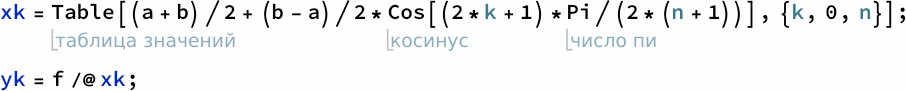 xk = Table[(a + b) / 2 + (b - a) / 2 * Cos[(2 * k + 1) * Pi / (2 * (n + 1))], {k, 0, n}];
таблица значений косинус число пи
yk = f /@ xk;